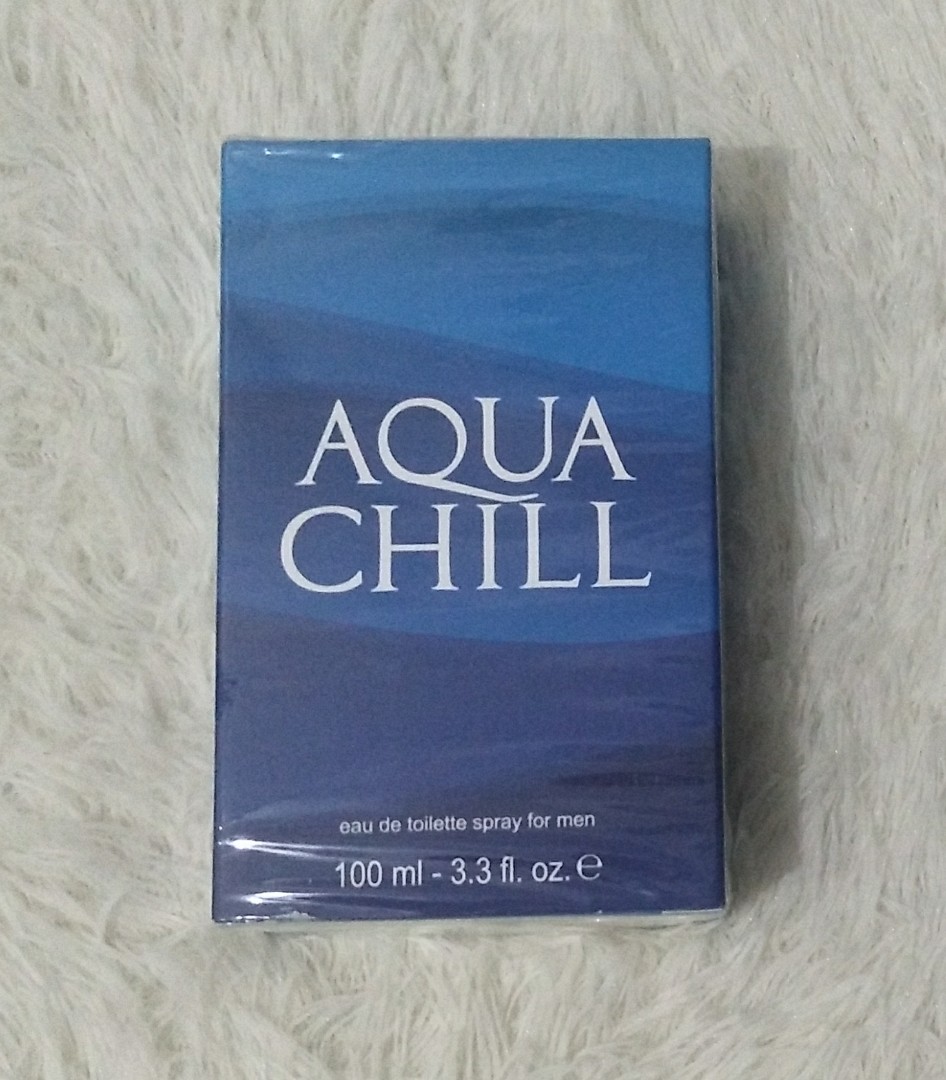 AQUA
CHILL
eau de toilette spray for men
100 ml - 3.3 fl. oz. ℮